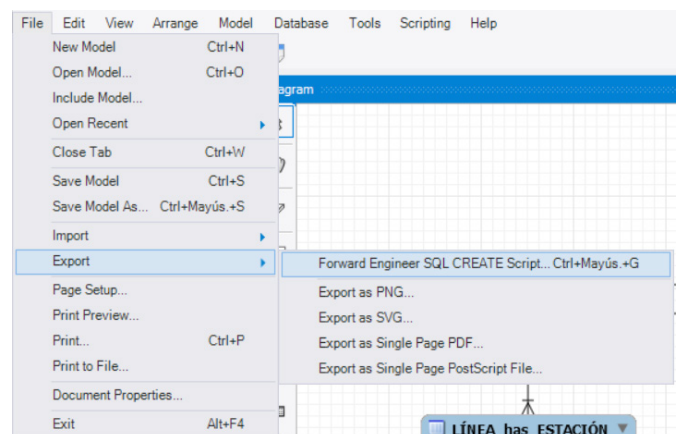 File Edit View Arrange Model Database Tools Scripting Help
New Model Ctrl+N
Open Model... Ctrl+O
agram
Include Model...
Open Recent
Close Tab Ctrl+W
Save Model Ctrl+S
Save Model As... Ctrl+Mayús.+S
Import
Export
Forward Engineer SQL CREATE Script... Ctrl+Mayús.+G
Page Setup...
Export as PNG...
Print Preview...
Export as SVG...
Print... Ctrl+P
Export as Single Page PDF...
Print to File...
Export as Single Page PostScript File...
Document Properties...
Exit Alt+F4
LÍNEA_has_ESTACIÓN